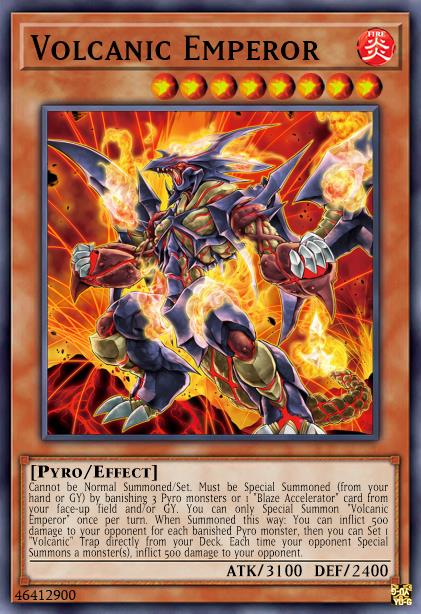 VOLCANIC EMPEROR
FIRE
炎
[PYRO/EFFECT]
Cannot be Normal Summoned/Set. Must be Special Summoned (from your
hand or GY) by banishing 3 Pyro monsters or 1 "Blaze Accelerator" card from
your face-up field and/or GY. You can only Special Summon "Volcanic
Emperor" once per turn. When Summoned this way: You can inflict 500
damage to your opponent for each banished Pyro monster, then you can Set 1
"Volcanic" Trap directly from your Deck. Each time your opponent Special
Summons a monster(s), inflict 500 damage to your opponent.
ATK/3100 DEF/2400
46412900